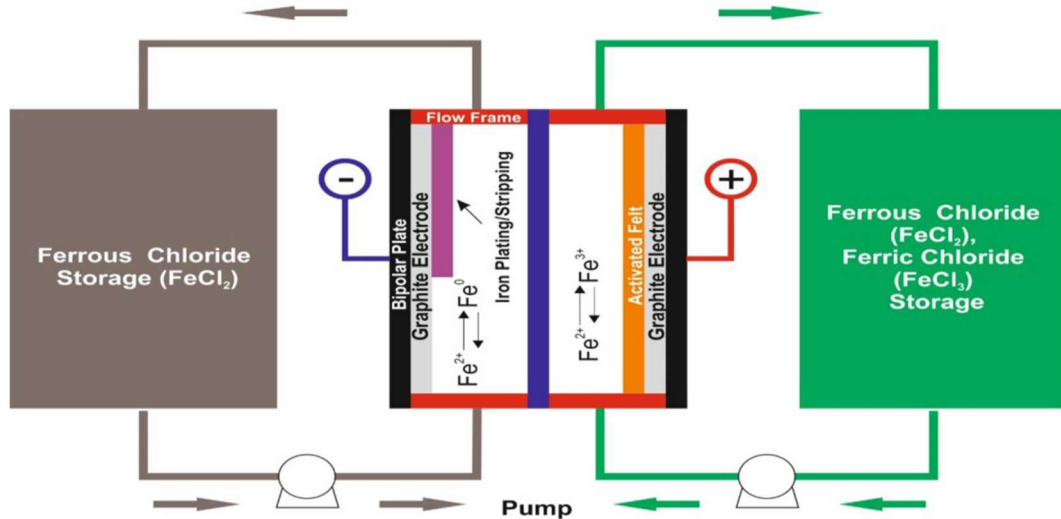 Flow Frame
-
+
Ferrous Chloride
Storage (FeCl₂)
Bipolar Plate
Graphite Electrode
Iron Plating/Stripping
Fe²⁺ Fe⁰
Fe²⁺ Fe³⁺
Activated Felt
Graphite Electrode
Ferrous Chloride
(FeCl₂),
Ferric Chloride
(FeCl₃)
Storage
Pump